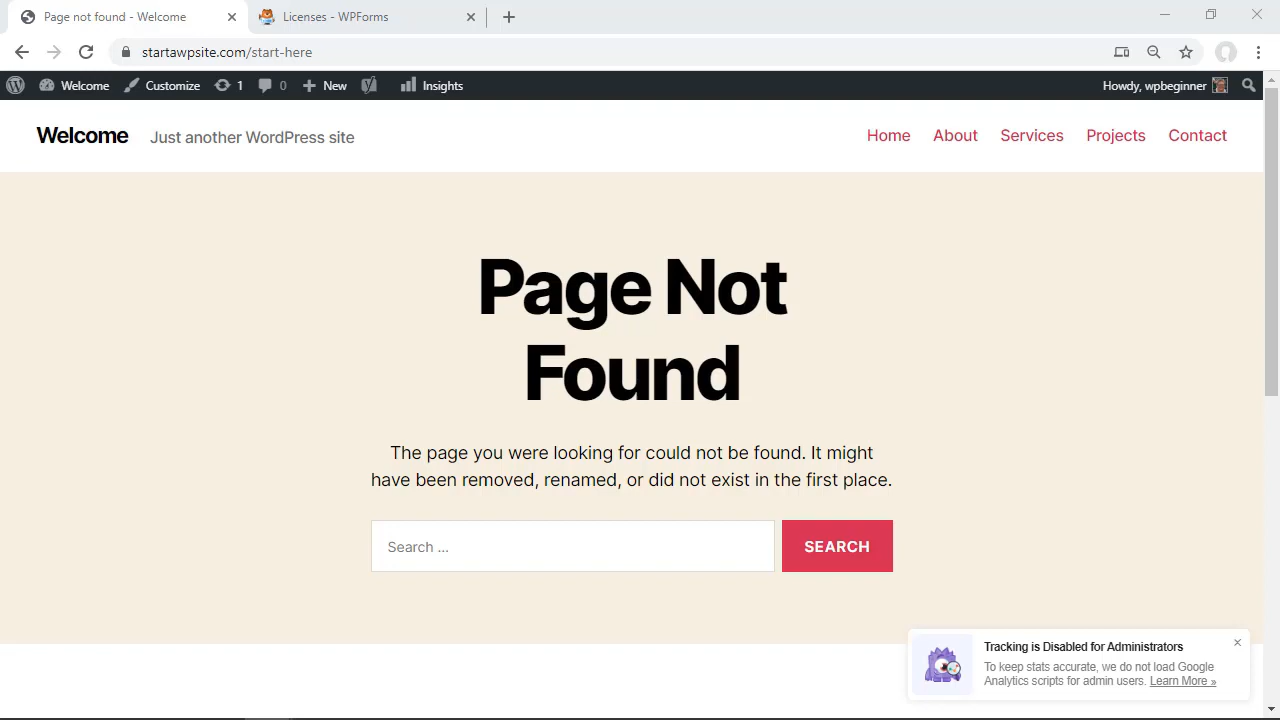 Page not found - Welcome
Licenses - WPForms
startawpsite.com/start-here
Welcome
Customize
1
0
New
Insights
Howdy, wpbeginner
Welcome
Just another WordPress site
Home
About
Services
Projects
Contact
Page Not
Found
The page you were looking for could not be found. It might
have been removed, renamed, or did not exist in the first place.
Search ...
SEARCH
Tracking is Disabled for Administrators
To keep stats accurate, we do not load Google
Analytics scripts for admin users. Learn More »